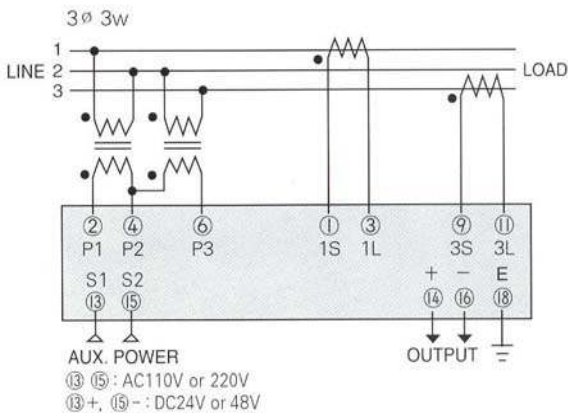 3ø 3w
1
LINE 2
3
LOAD
② ④ ⑥ ① ③ ⑨ ⑪
P1 P2 P3 1S 1L 3S 3L
S1 S2 + − E
⑬ ⑮ ⑭ ⑯ ⑱
AUX. POWER
OUTPUT
⑬ ⑮ : AC110V or 220V
⑬+, ⑮− : DC24V or 48V